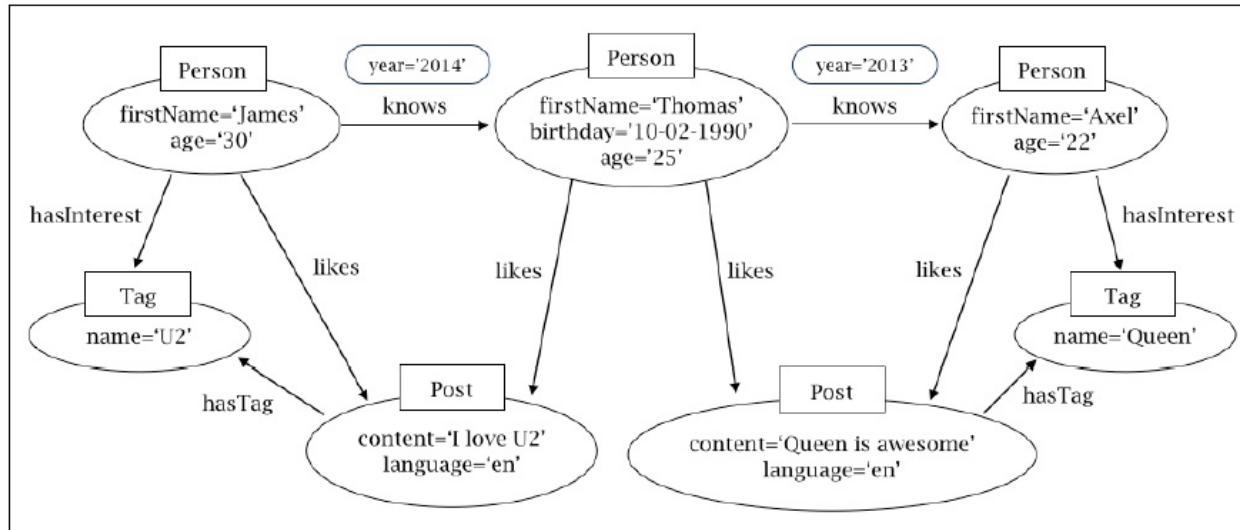 Person
firstName=‘James’
age=‘30’
year=’2014’
knows
Person
firstName=‘Thomas’
birthday=’10-02-1990
age=’25’
year=’2013’
knows
Person
firstName=‘Axel’
age=’22’
hasInterest
likes
likes
likes
likes
hasInterest
Tag
name=‘U2’
Tag
name=‘Queen’
hasTag
Post
content=‘I love U2’
language=‘en’
Post
content=‘Queen is awesome’
language=‘en’
hasTag